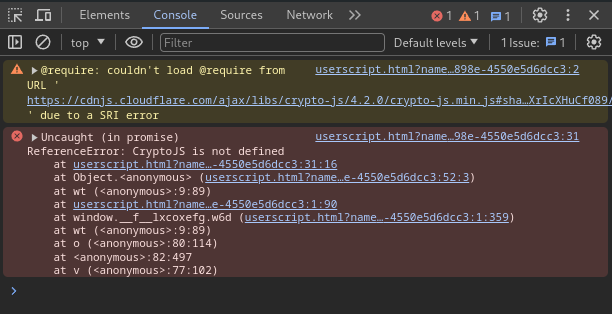 Elements Console Sources Network 1 1 1
top Filter Default levels 1 Issue: 1
@require: couldn't load @require from userscript.html?name…898e-4550e5d6dcc3:2
URL '
https://cdnjs.cloudflare.com/ajax/libs/crypto-js/4.2.0/crypto-js.min.js#sha…XrIcXHuCf089/
' due to a SRI error
Uncaught (in promise) userscript.html?name…98e-4550e5d6dcc3:31
ReferenceError: CryptoJS is not defined
at userscript.html?name…-4550e5d6dcc3:31:16
at Object.<anonymous> (userscript.html?name…e-4550e5d6dcc3:52:3)
at wt (<anonymous>:9:89)
at userscript.html?name…e-4550e5d6dcc3:1:90
at window.__f__lxcoxefg.w6d (userscript.html?name…-4550e5d6dcc3:1:359)
at wt (<anonymous>:9:89)
at o (<anonymous>:80:114)
at <anonymous>:82:497
at v (<anonymous>:77:102)